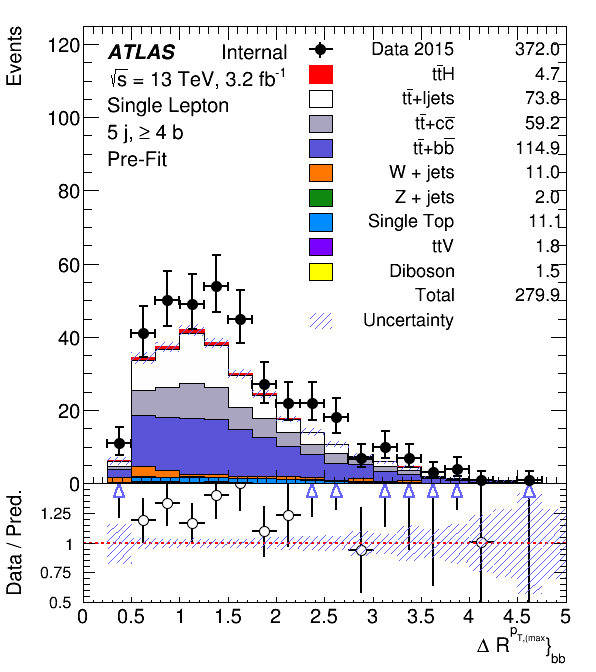 Events
120
100
80
60
40
20
0
ATLAS Internal
√s = 13 TeV, 3.2 fb⁻¹
Single Lepton
5 j, ≥ 4 b
Pre-Fit
Data 2015 372.0
tt̄H 4.7
tt̄+ljets 73.8
tt̄+cc̄ 59.2
tt̄+bb̄ 114.9
W + jets 11.0
Z + jets 2.0
Single Top 11.1
ttV 1.8
Diboson 1.5
Total 279.9
Uncertainty
Data / Pred.
1.25
1
0.75
0.5
0 0.5 1 1.5 2 2.5 3 3.5 4 4.5 5
Δ R^{p_{T,(max}}}_{bb}